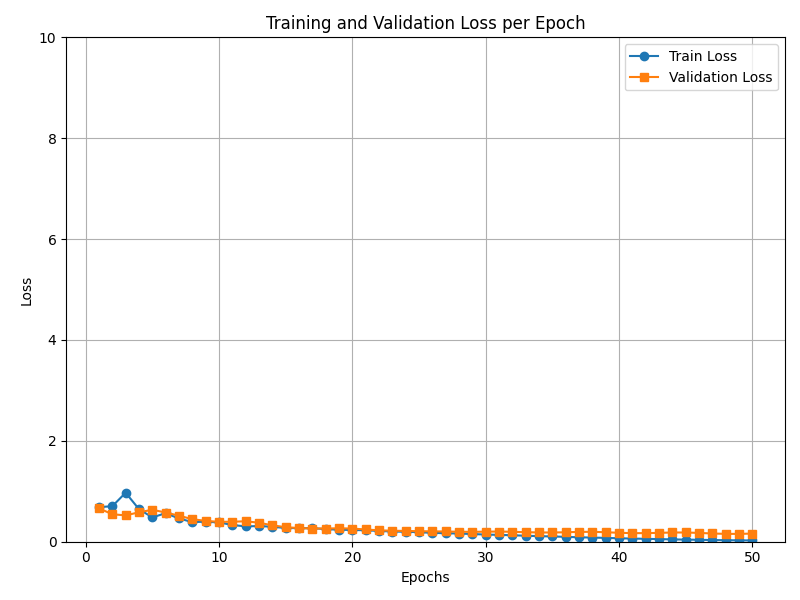 Training and Validation Loss per Epoch
10
8
6
4
2
0
Loss
Train Loss
Validation Loss
0 10 20 30 40 50
Epochs